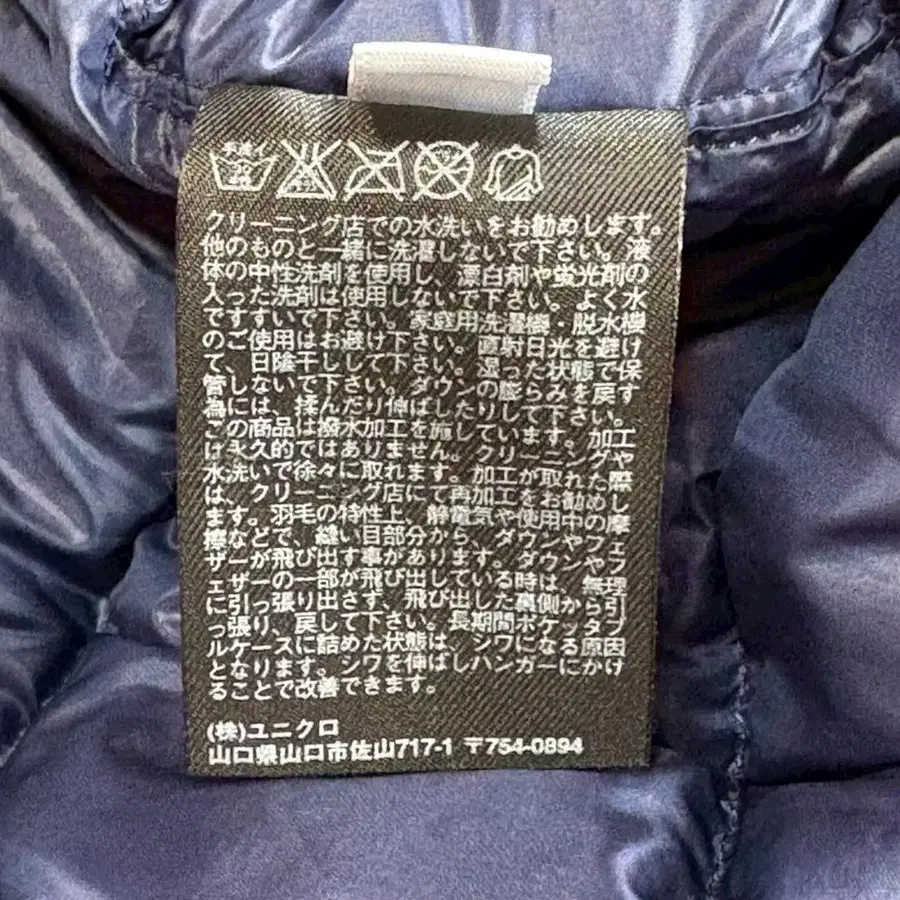 手洗イ
クリーニング店での水洗いをお勧めします。
他のものと一緒に洗濯しないで下さい。液
体の中性洗剤を使用し、漂白剤や蛍光剤の
入った洗剤は使用しないで下さい。よく水
ですすいで下さい。家庭用洗濯機・脱水機
のご使用はお避け下さい。直射日光を避け
て、日陰干しして下さい。湿った状態で保
管しないで下さい。ダウンの膨らみを戻す
為には、揉んだり伸ばしたりして下さい。
この商品は撥水加工を施しています。加工
は永久的ではありません。クリーニングや
水洗いで徐々に取れます。加工が取れた際
は、クリーニング店にて再加工をお勧めし
ます。羽毛の特性上、静電気や使用中の摩
擦などで、縫い目部分から、ダウンやフェ
ザーが飛び出す事があります。ダウンやフ
ェザーの一部が飛び出している時は、無理
に引っ張り出さず、飛び出した裏側から引
っ張り、戻して下さい。長期間ポケッタブ
ルケースに詰めた状態は、シワになる原因
となります。シワを伸ばしハンガーにかけ
ることで改善できます。
(株)ユニクロ
山口県山口市佐山717-1 〒754-0894